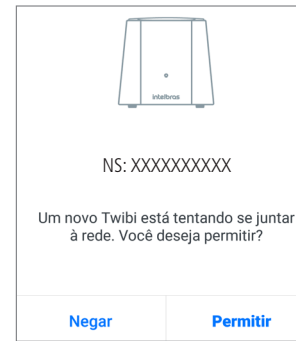 intelbras
NS: XXXXXXXXXX
Um novo Twibi está tentando se juntar
à rede. Você deseja permitir?
Negar Permitir